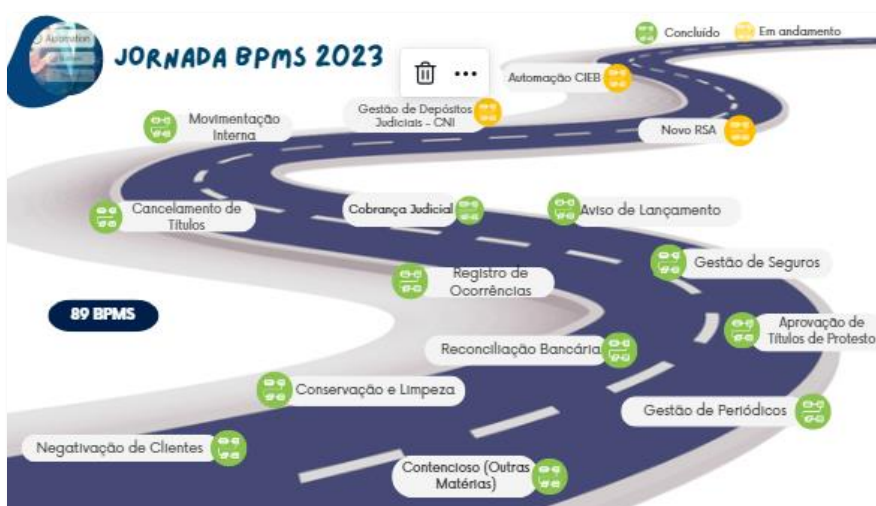 Automation
JORNADA BPMS 2023
Concluído
Em andamento
Automação CIEB
Gestão de Depósitos
Judiciais - CNI
Movimentação
Interna
Novo RSA
Cancelamento de
Títulos
Cobrança Judicial
Aviso de Lançamento
Gestão de Seguros
Registro de
Ocorrências
89 BPMS
Aprovação de
Títulos de Protesto
Reconciliação Bancária
Conservação e Limpeza
Gestão de Periódicos
Negativação de Clientes
Contencioso (Outras
Matérias)